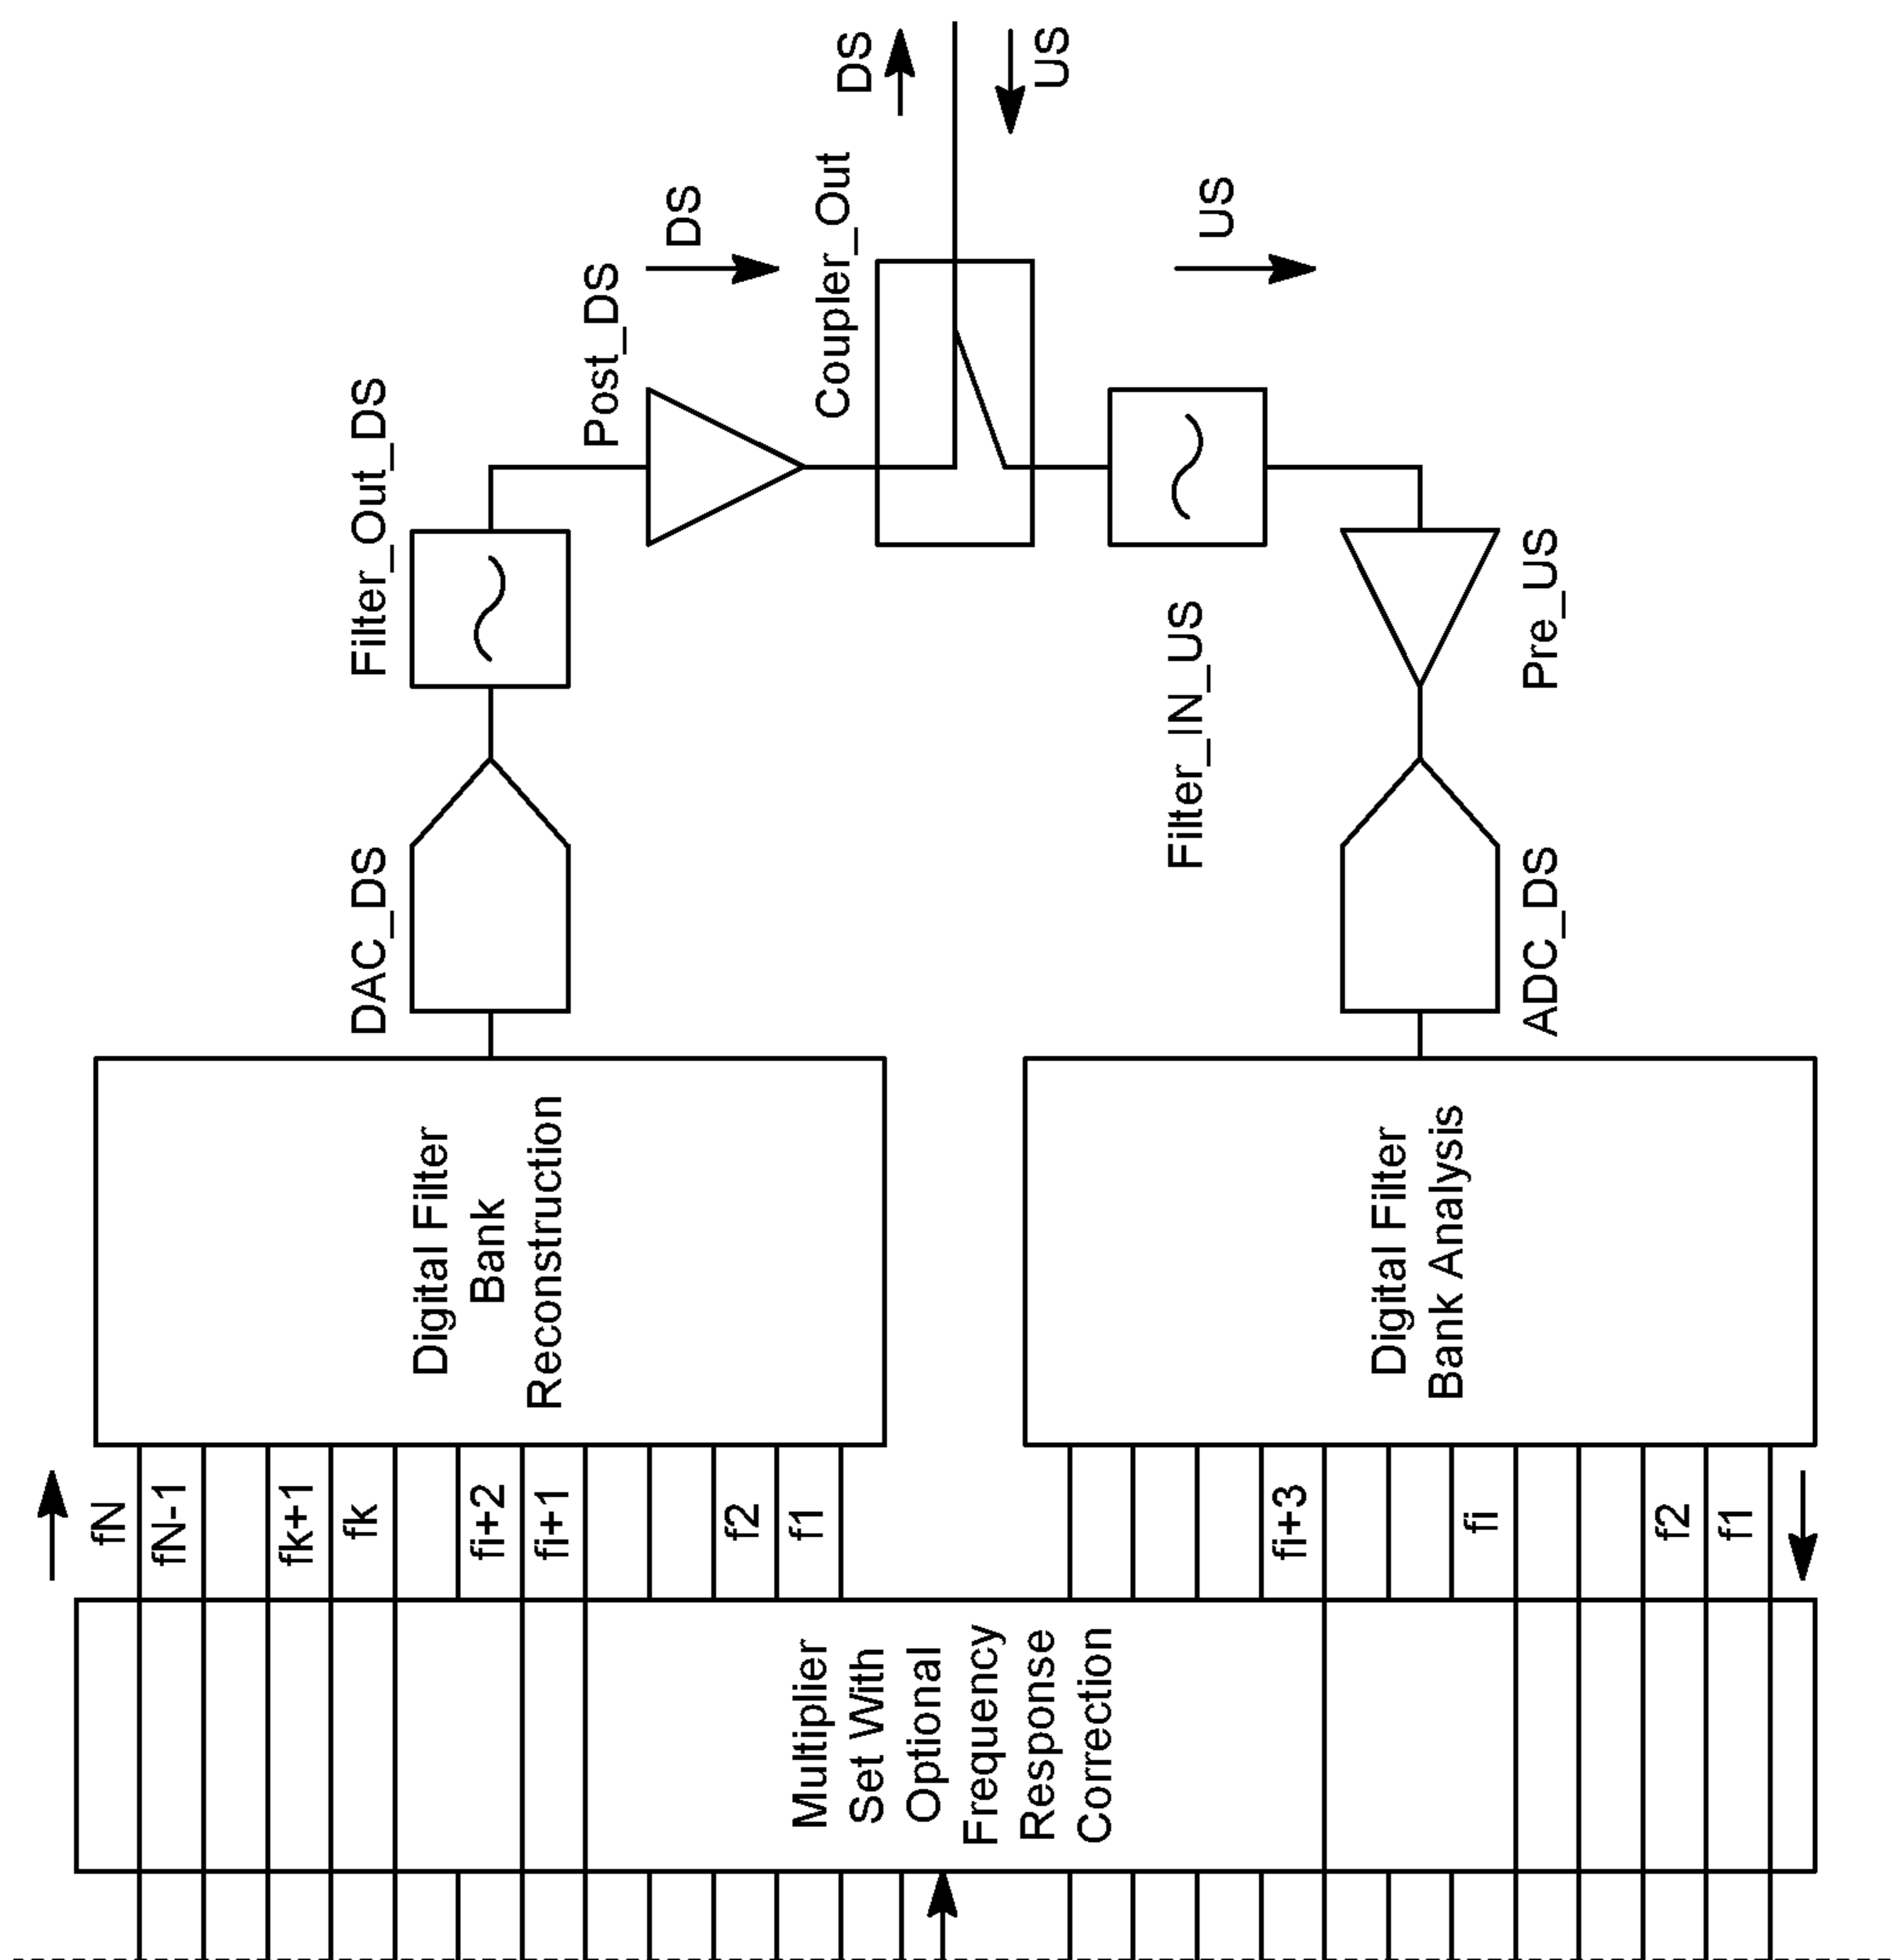 DS
US
DS
US
Coupler_Out
Post_DS
Filter_Out_DS
Filter_IN_US
Pre_US
DAC_DS
ADC_DS
Digital Filter
Bank
Reconstruction
Digital Filter
Bank Analysis
fN
fN-1
fk+1
fk
fi+2
fi+1
f2
f1
fi+3
fi
f2
f1
Multiplier
Set With
Optional
Frequency
Response
Correction